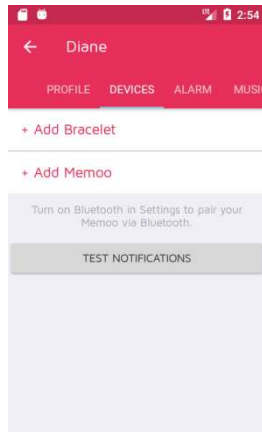 2:54
Diane
PROFILE DEVICES ALARM MUSI
+ Add Bracelet
+ Add Memoo
Turn on Bluetooth in Settings to pair your
Memoo via Bluetooth.
TEST NOTIFICATIONS